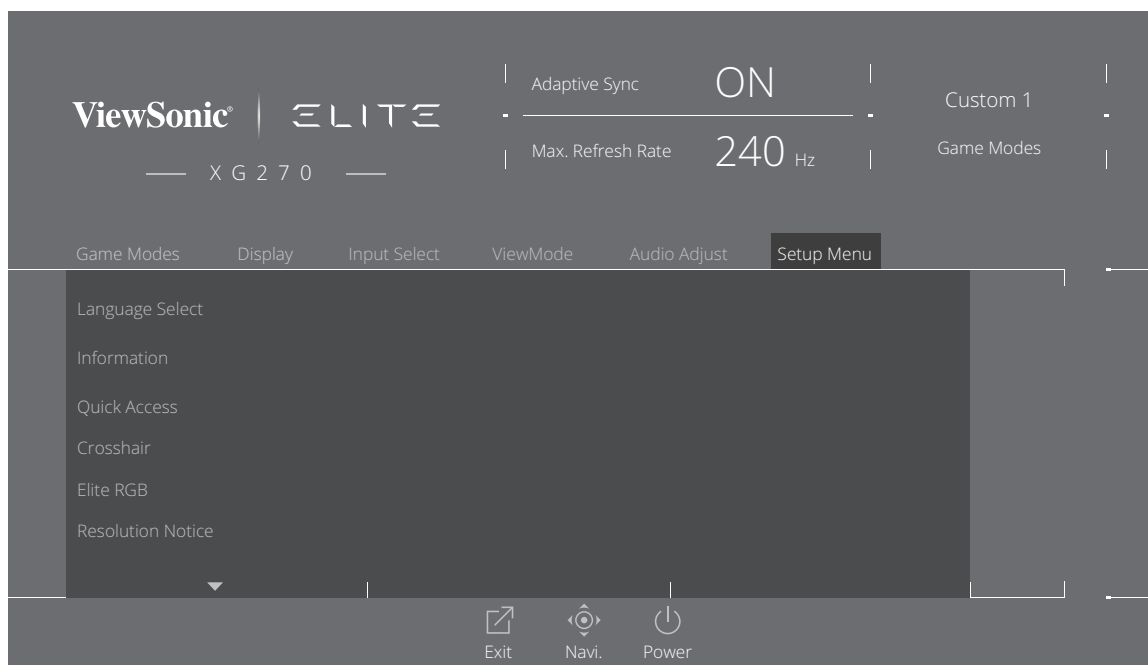 ViewSonic® ELITE
XG270
Adaptive Sync ON
Max. Refresh Rate 240 Hz
Custom 1
Game Modes
Game Modes Display Input Select ViewMode Audio Adjust Setup Menu
Language Select
Information
Quick Access
Crosshair
Elite RGB
Resolution Notice
Exit Navi. Power